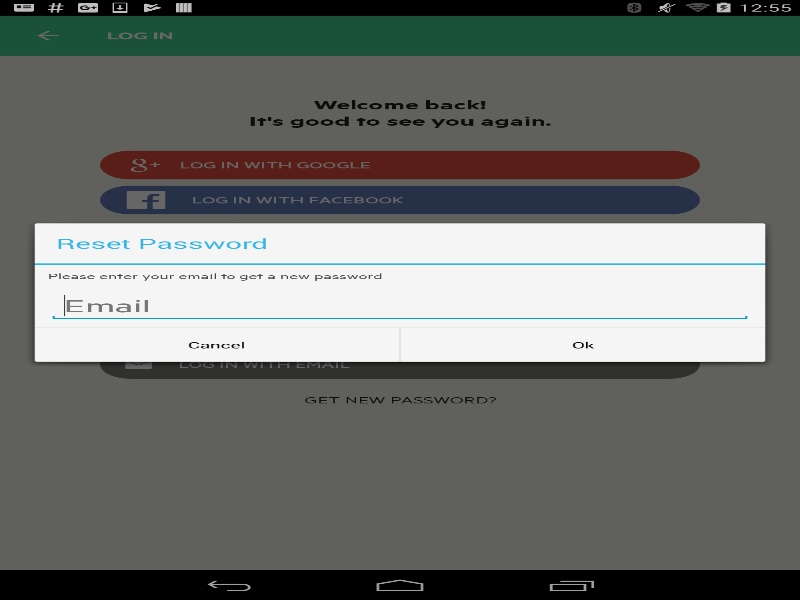 12:55
LOG IN
Welcome back!
It's good to see you again.
g+ LOG IN WITH GOOGLE
f LOG IN WITH FACEBOOK
Reset Password
Please enter your email to get a new password
Email
Cancel
Ok
LOG IN WITH EMAIL
GET NEW PASSWORD?